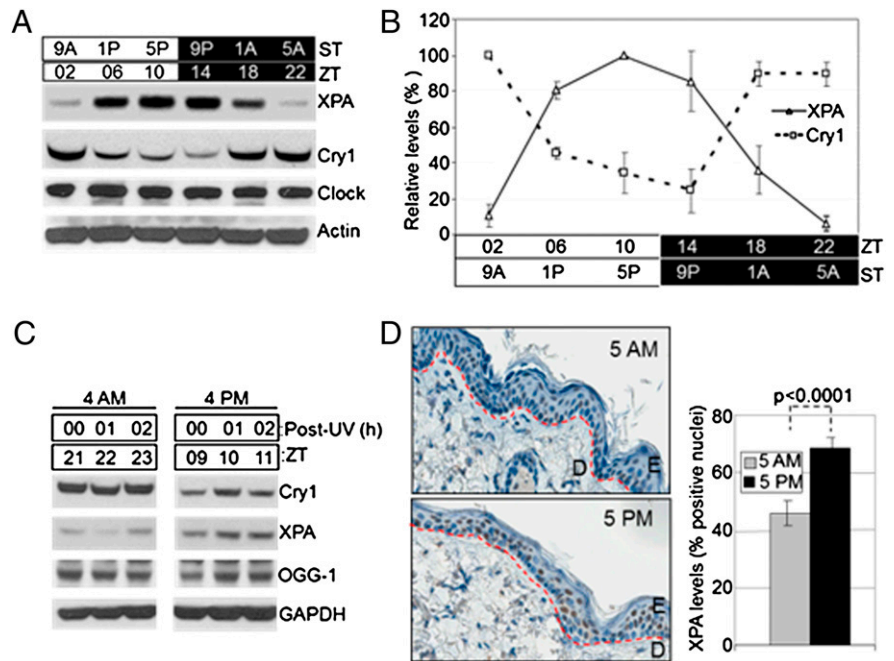 A
9A 1P 5P 9P 1A 5A ST
02 06 10 14 18 22 ZT
XPA
Cry1
Clock
Actin
B
Relative levels (%)
120
100
80
60
40
20
0
XPA
Cry1
02 06 10 14 18 22 ZT
9A 1P 5P 9P 1A 5A ST
C
4 AM 4 PM
00 01 02 00 01 02 :Post-UV (h)
21 22 23 09 10 11 :ZT
Cry1
XPA
OGG-1
GAPDH
D
5 AM
D E
5 PM
E
D
p<0.0001
XPA levels (% positive nuclei)
80
60
40
20
0
5 AM
5 PM